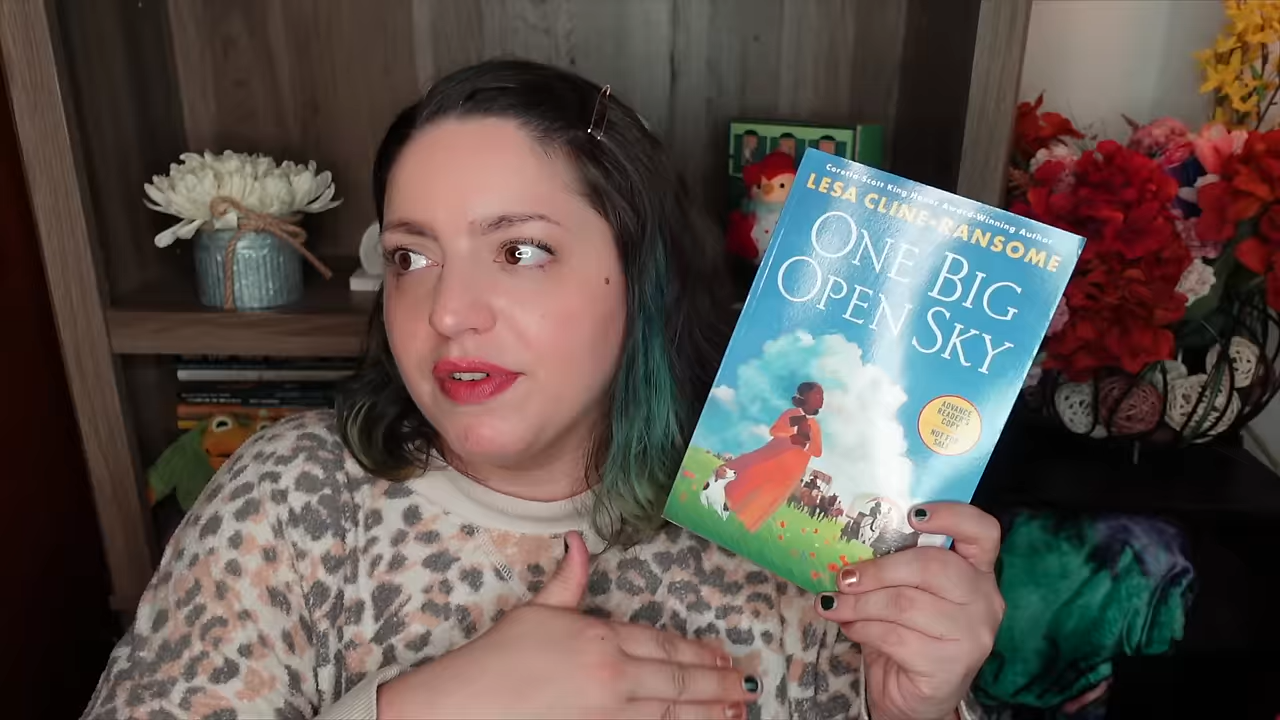 Coretta Scott King Honor Award-Winning Author
LESA CLINE-RANSOME
ONE BIG
OPEN SKY
ADVANCE
READER'S
COPY
NOT FOR
SALE